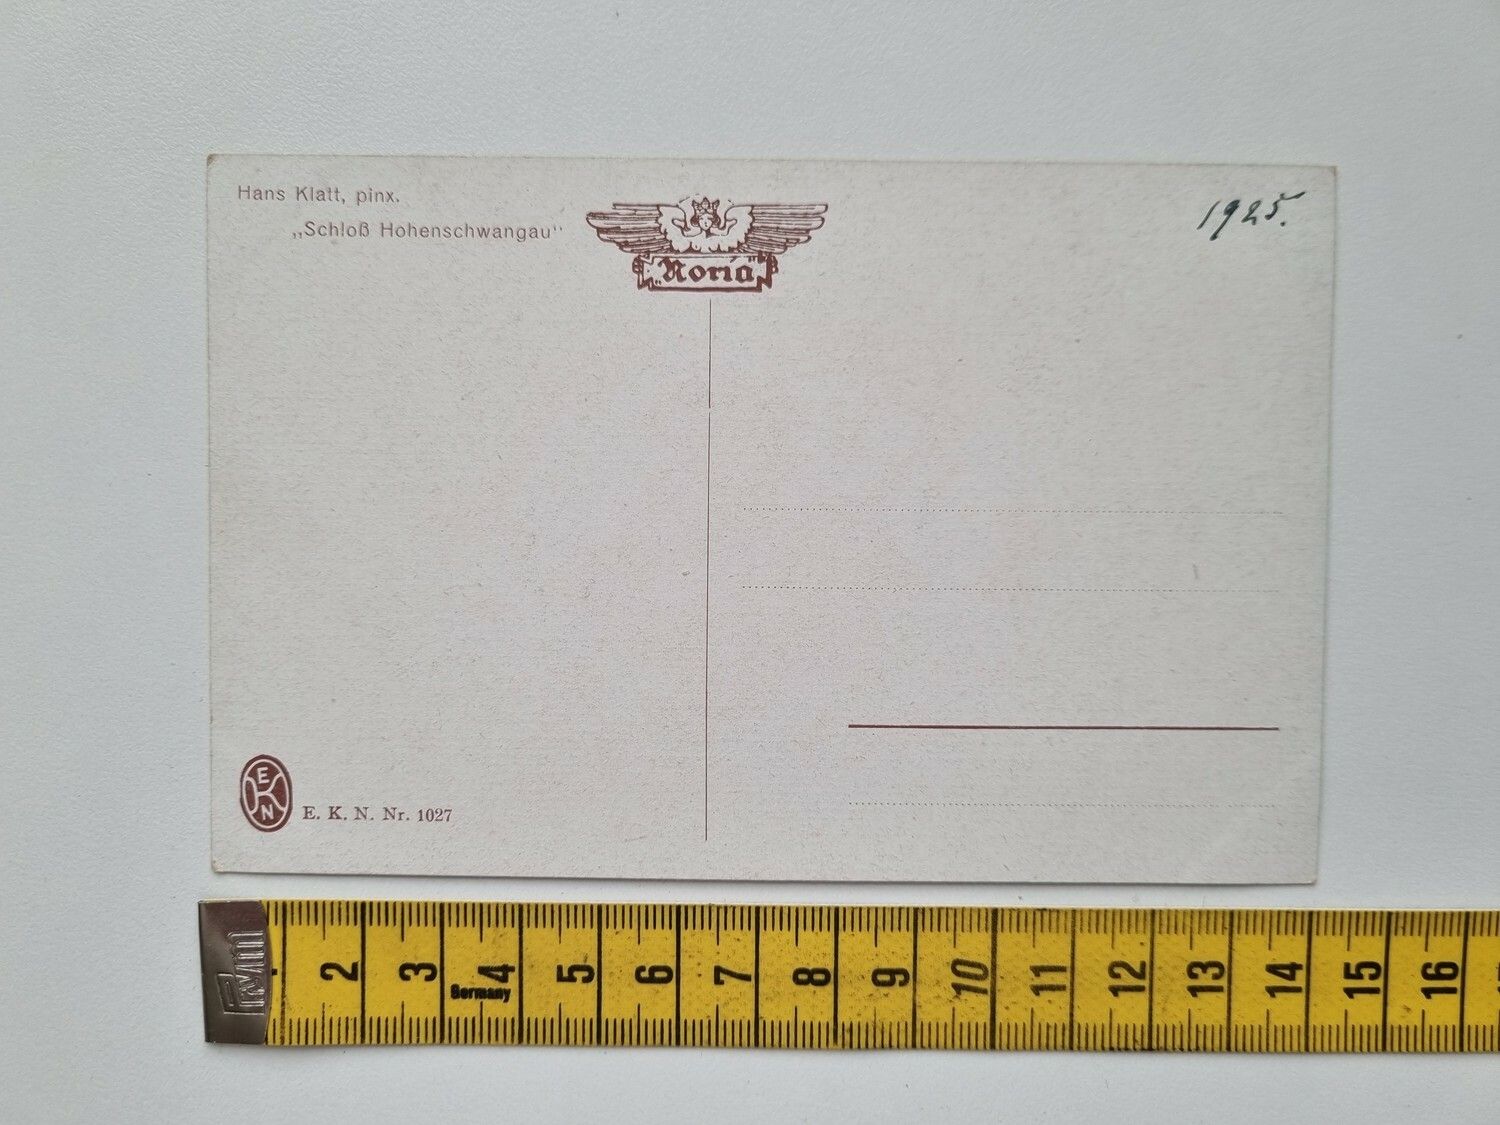 Hans Klatt, pinx.
„Schloß Hohenschwangau"
„Noria"
1925.
E
K
N
E. K. N. Nr. 1027
Prym
2 3 4 5 6 7 8 9 10 11 12 13 14 15 16
Germany